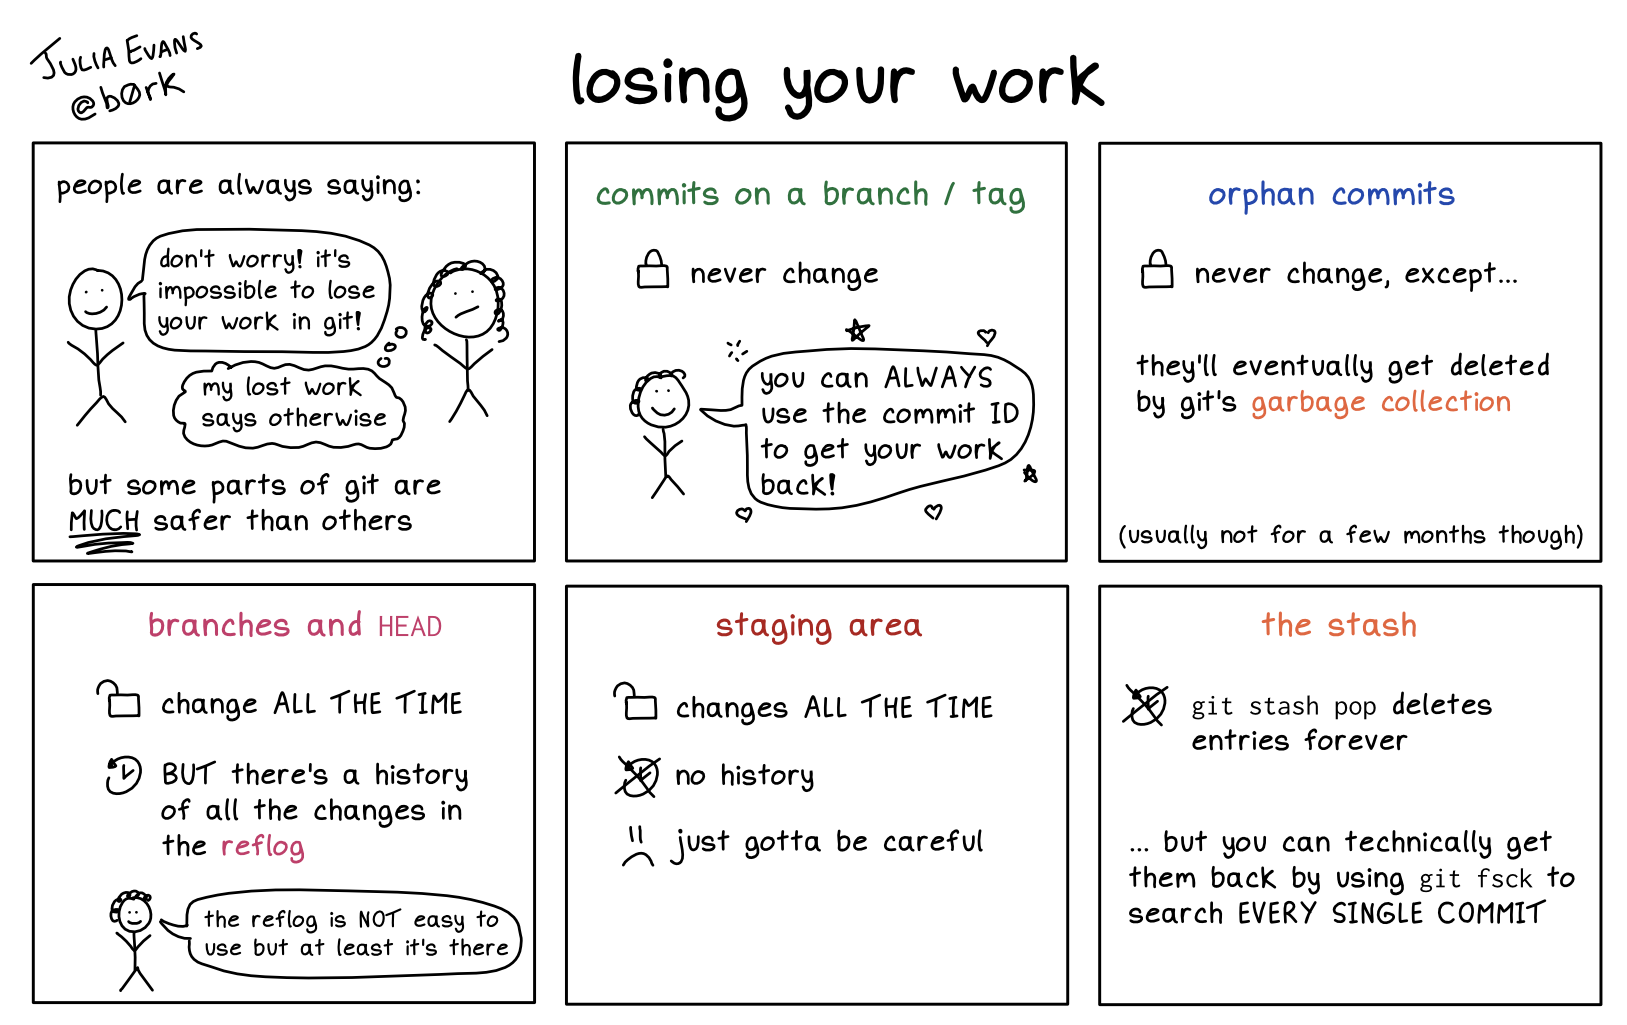 JULIA EVANS
@b0rk
losing your work
people are always saying:
don't worry! it's
impossible to lose
your work in git!
my lost work
says otherwise
but some parts of git are
MUCH safer than others
commits on a branch / tag
never change
you can ALWAYS
use the commit ID
to get your work
back!
orphan commits
never change, except...
they'll eventually get deleted
by git's garbage collection
(usually not for a few months though)
branches and HEAD
change ALL THE TIME
BUT there's a history
of all the changes in
the reflog
the reflog is NOT easy to
use but at least it's there
staging area
changes ALL THE TIME
no history
just gotta be careful
the stash
git stash pop deletes
entries forever
... but you can technically get
them back by using git fsck to
search EVERY SINGLE COMMIT